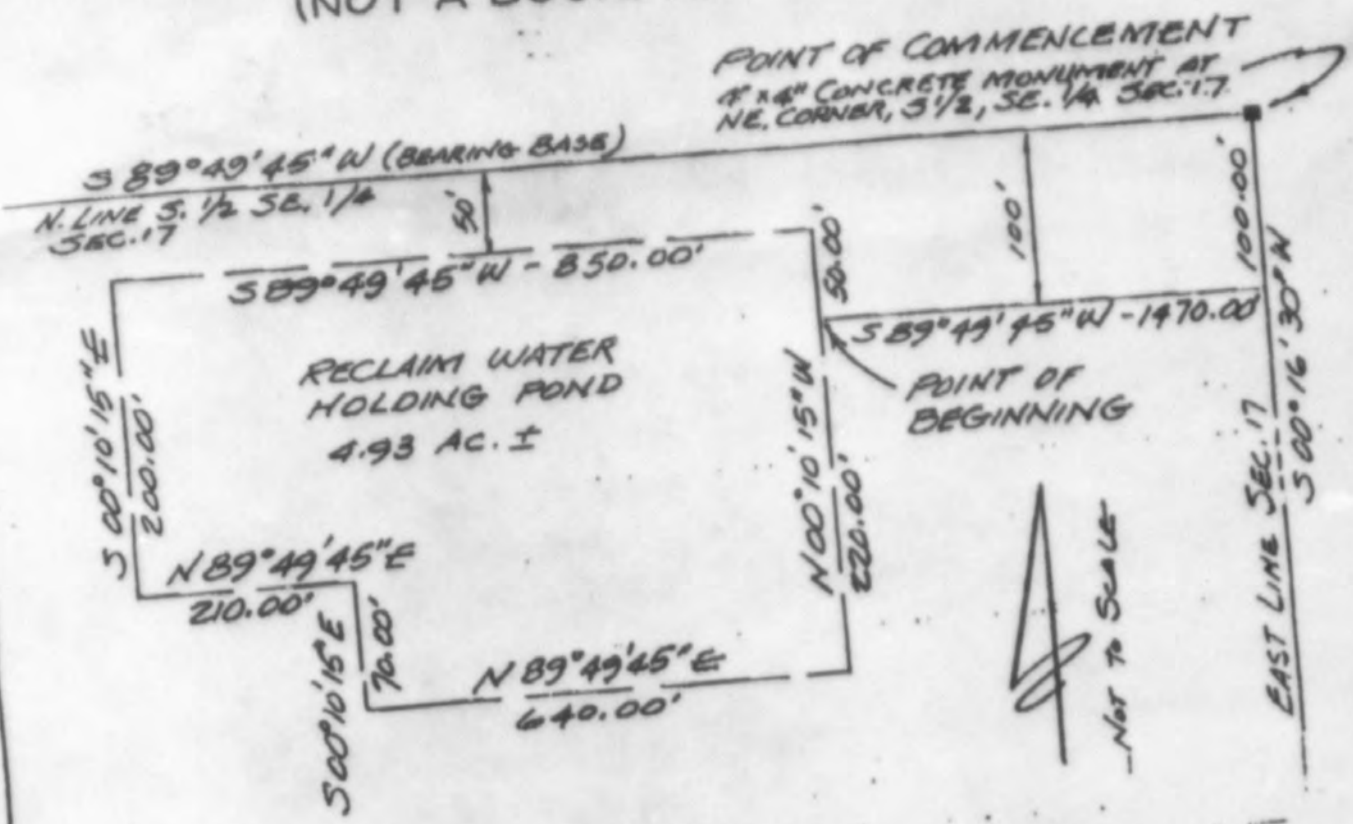 (NOT A
POINT OF COMMENCEMENT
4" x 4" CONCRETE MONUMENT AT
NE. CORNER, S 1/2, SE. 1/4 SEC. 17
S 89°49'45" W (BEARING BASE)
N. LINE S. 1/2 SE. 1/4
SEC. 17
50'
100'
100.00'
50.00'
S 89°49'45" W - 850.00'
S 89°49'45" W - 1470.00'
S 00°16'30" W
EAST LINE SEC. 17
RECLAIM WATER
HOLDING POND
4.93 AC. ±
POINT OF
BEGINNING
S 00°10'15" E
200.00'
N 00°10'15" W
220.00'
N 89°49'45" E
210.00'
S 00°10'15" E
70.00'
N 89°49'45" E
640.00'
NOT TO SCALE